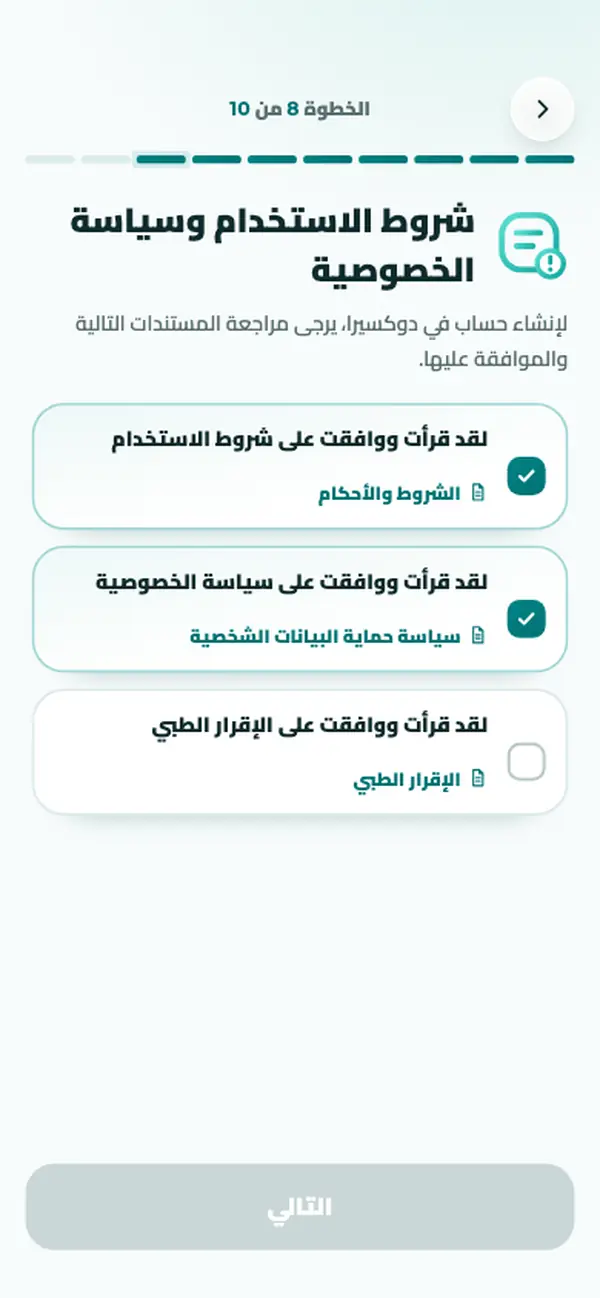 الخطوة 8 من 10
شروط الاستخدام وسياسة
الخصوصية
لإنشاء حساب في دوكسيرا، يرجى مراجعة المستندات التالية
والموافقة عليها.
لقد قرأت ووافقت على شروط الاستخدام
الشروط والأحكام
لقد قرأت ووافقت على سياسة الخصوصية
سياسة حماية البيانات الشخصية
لقد قرأت ووافقت على الإقرار الطبي
الإقرار الطبي
التالي